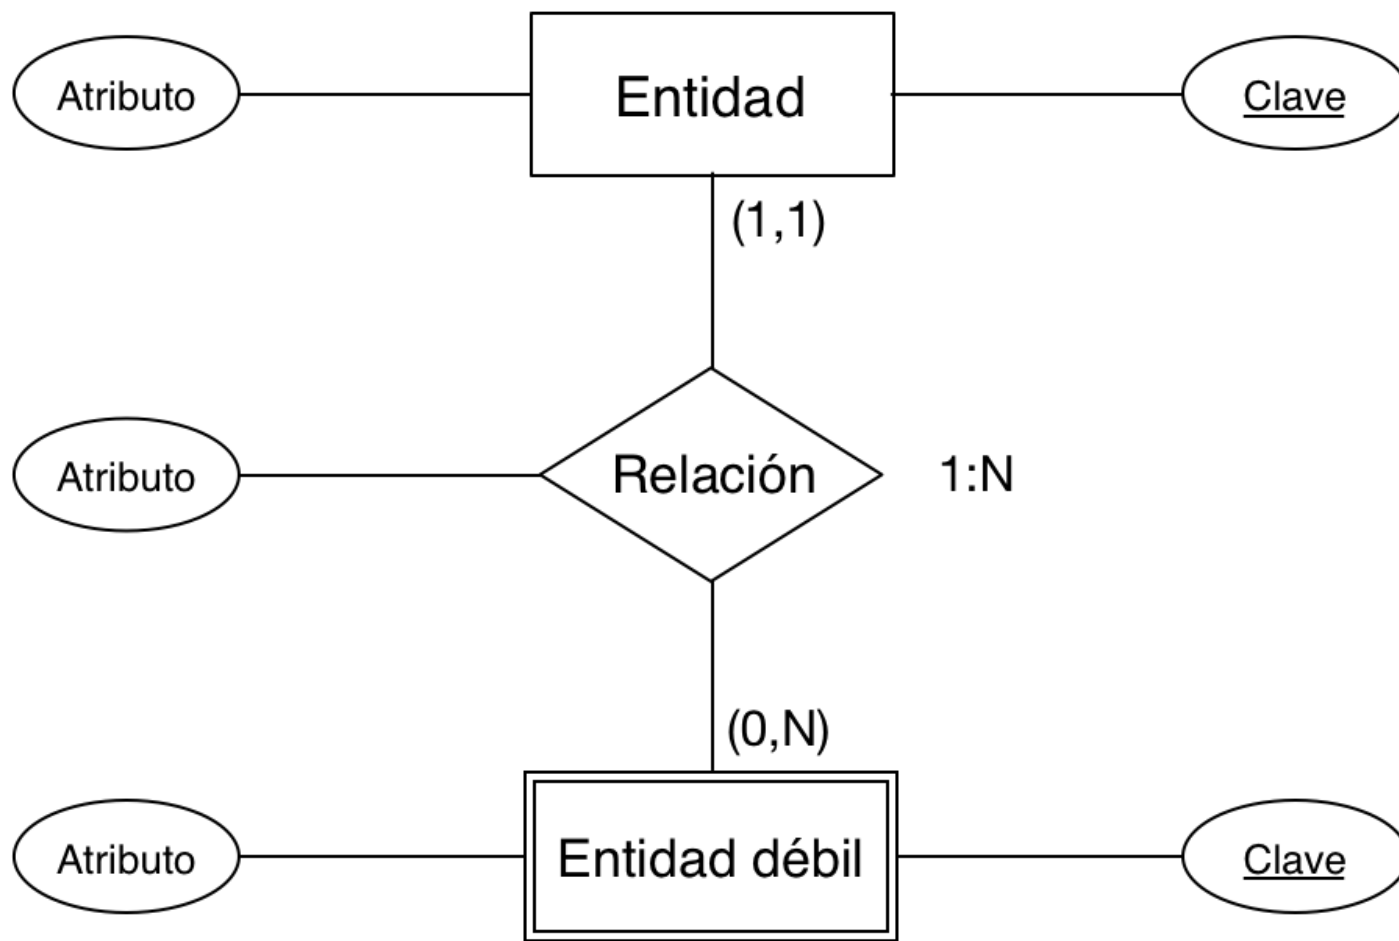 Atributo
Entidad
Clave
(1,1)
Atributo
Relación
1:N
(0,N)
Atributo
Entidad débil
Clave